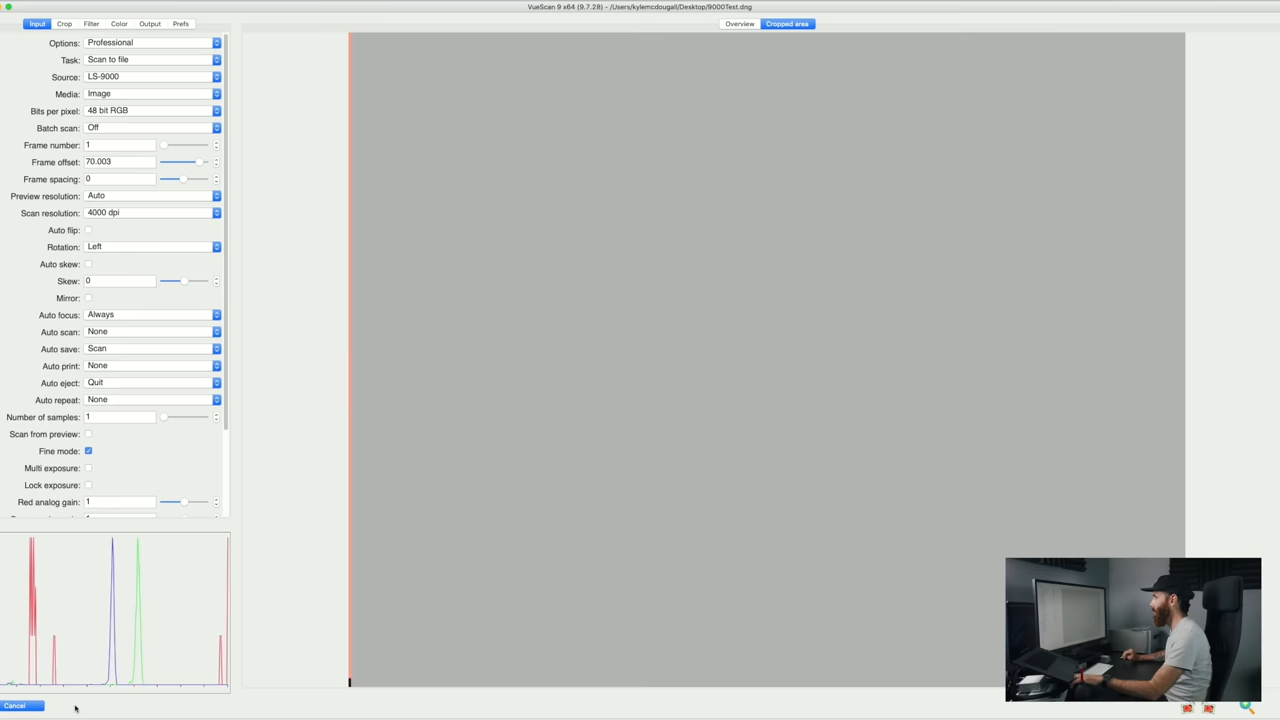 VueScan 9 x64 (9.7.28) - /Users/kylemcdougall/Desktop/9000Test.dng
Input Crop Filter Color Output Prefs
Overview Cropped area
Options: Professional
Task: Scan to file
Source: LS-9000
Media: Image
Bits per pixel: 48 bit RGB
Batch scan: Off
Frame number: 1
Frame offset: 70.003
Frame spacing: 0
Preview resolution: Auto
Scan resolution: 4000 dpi
Auto flip:
Rotation: Left
Auto skew:
Skew: 0
Mirror:
Auto focus: Always
Auto scan: None
Auto save: Scan
Auto print: None
Auto eject: Quit
Auto repeat: None
Number of samples: 1
Scan from preview:
Fine mode:
Multi exposure:
Lock exposure:
Red analog gain: 1
Cancel